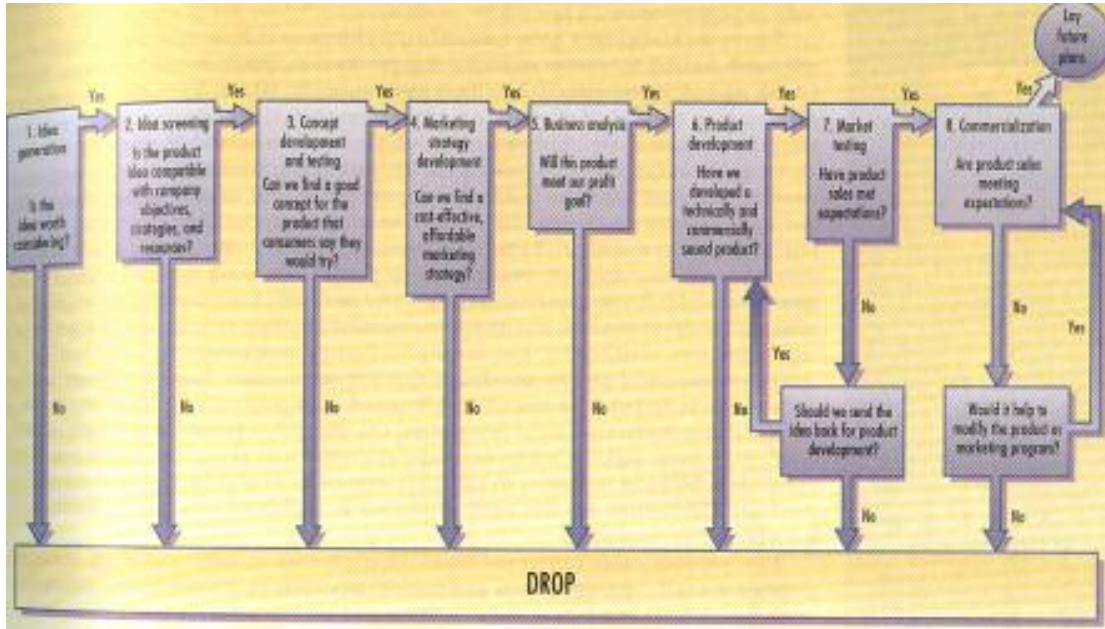 Lay
future
plans
Yes
Yes
Yes
Yes
Yes
Yes
Yes
Yes
1. Idea
generation
Is the
idea worth
considering?
2. Idea screening
Is the product
idea compatible
with company
objectives,
strategies, and
resources?
3. Concept
development
and testing
Can we find a good
concept for the
product that
consumers say they
would try?
4. Marketing
strategy
development
Can we find a
cost-effective,
affordable
marketing
strategy?
5. Business analysis
Will this product
meet our profit
goal?
6. Product
development
Have we
developed a
technically and
commercially
sound product?
7. Market
testing
Have product
sales met
expectations?
8. Commercialization
Are product sales
meeting
expectations?
No
No
Yes
Yes
No
No
No
No
No
No
Should we send the
idea back for product
development?
Would it help to
modify the product or
marketing program?
No
No
DROP